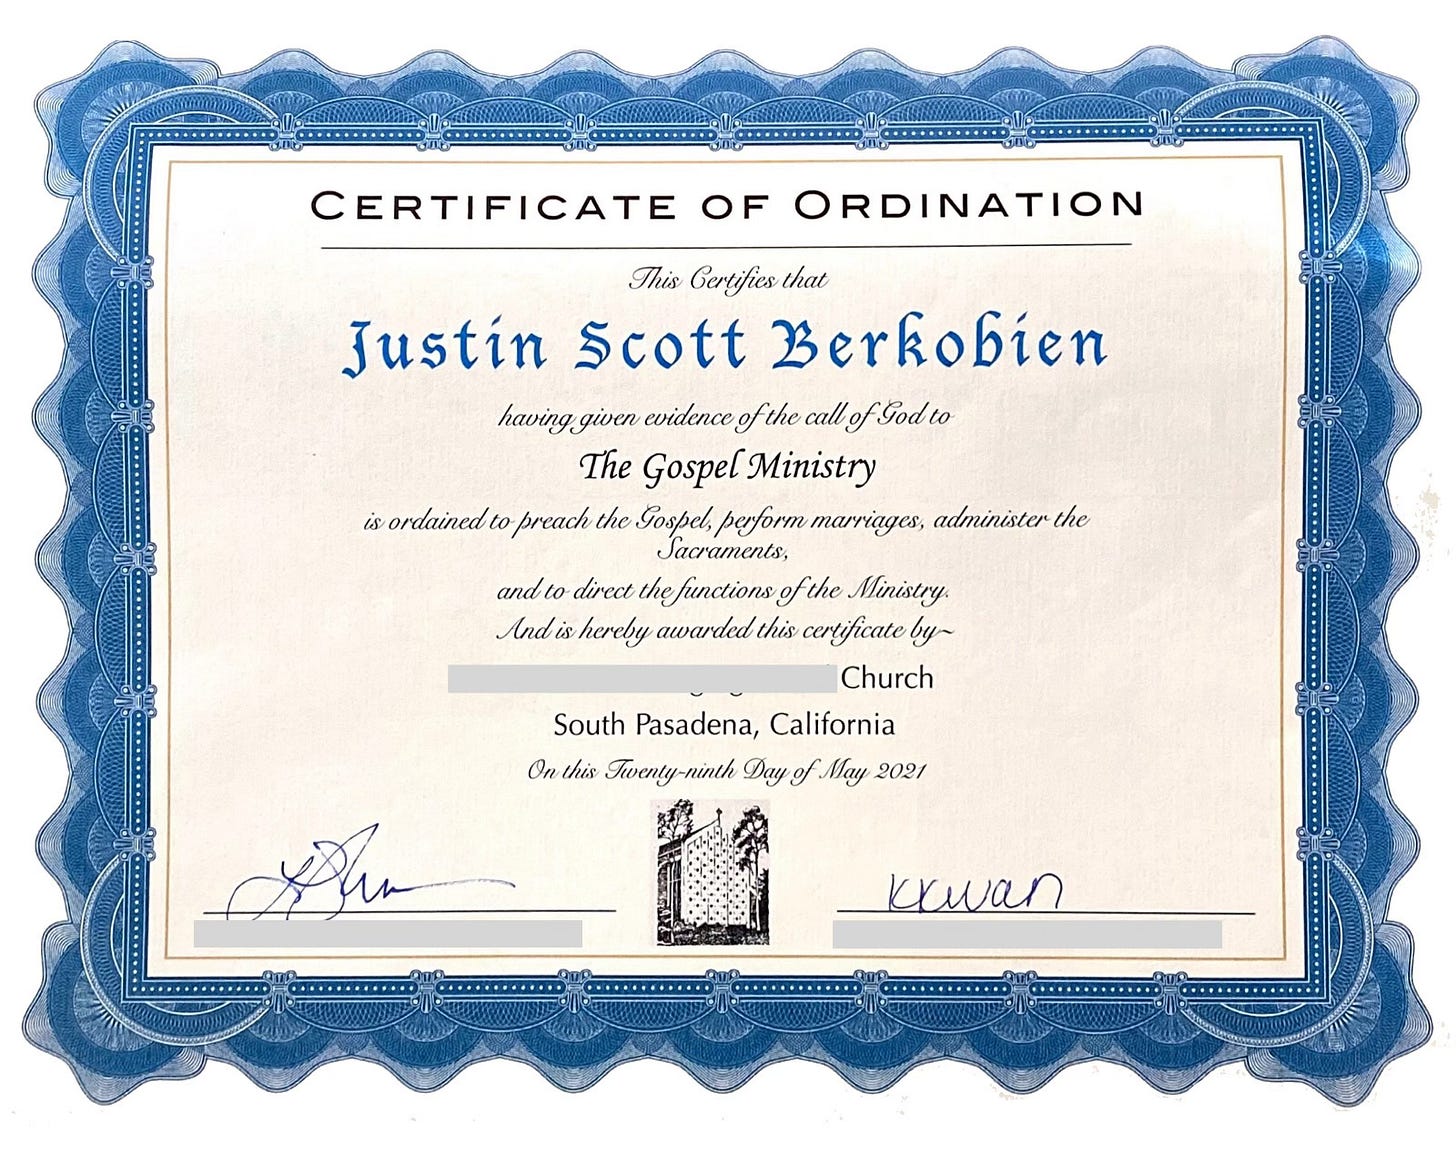 CERTIFICATE OF ORDINATION
This Certifies that
Justin Scott Berkobien
having given evidence of the call of God to
The Gospel Ministry
is ordained to preach the Gospel, perform marriages, administer the
Sacraments,
and to direct the functions of the Ministry.
And is hereby awarded this certificate by~
Church
South Pasadena, California
On this Twenty-ninth Day of May 2021
KKwan